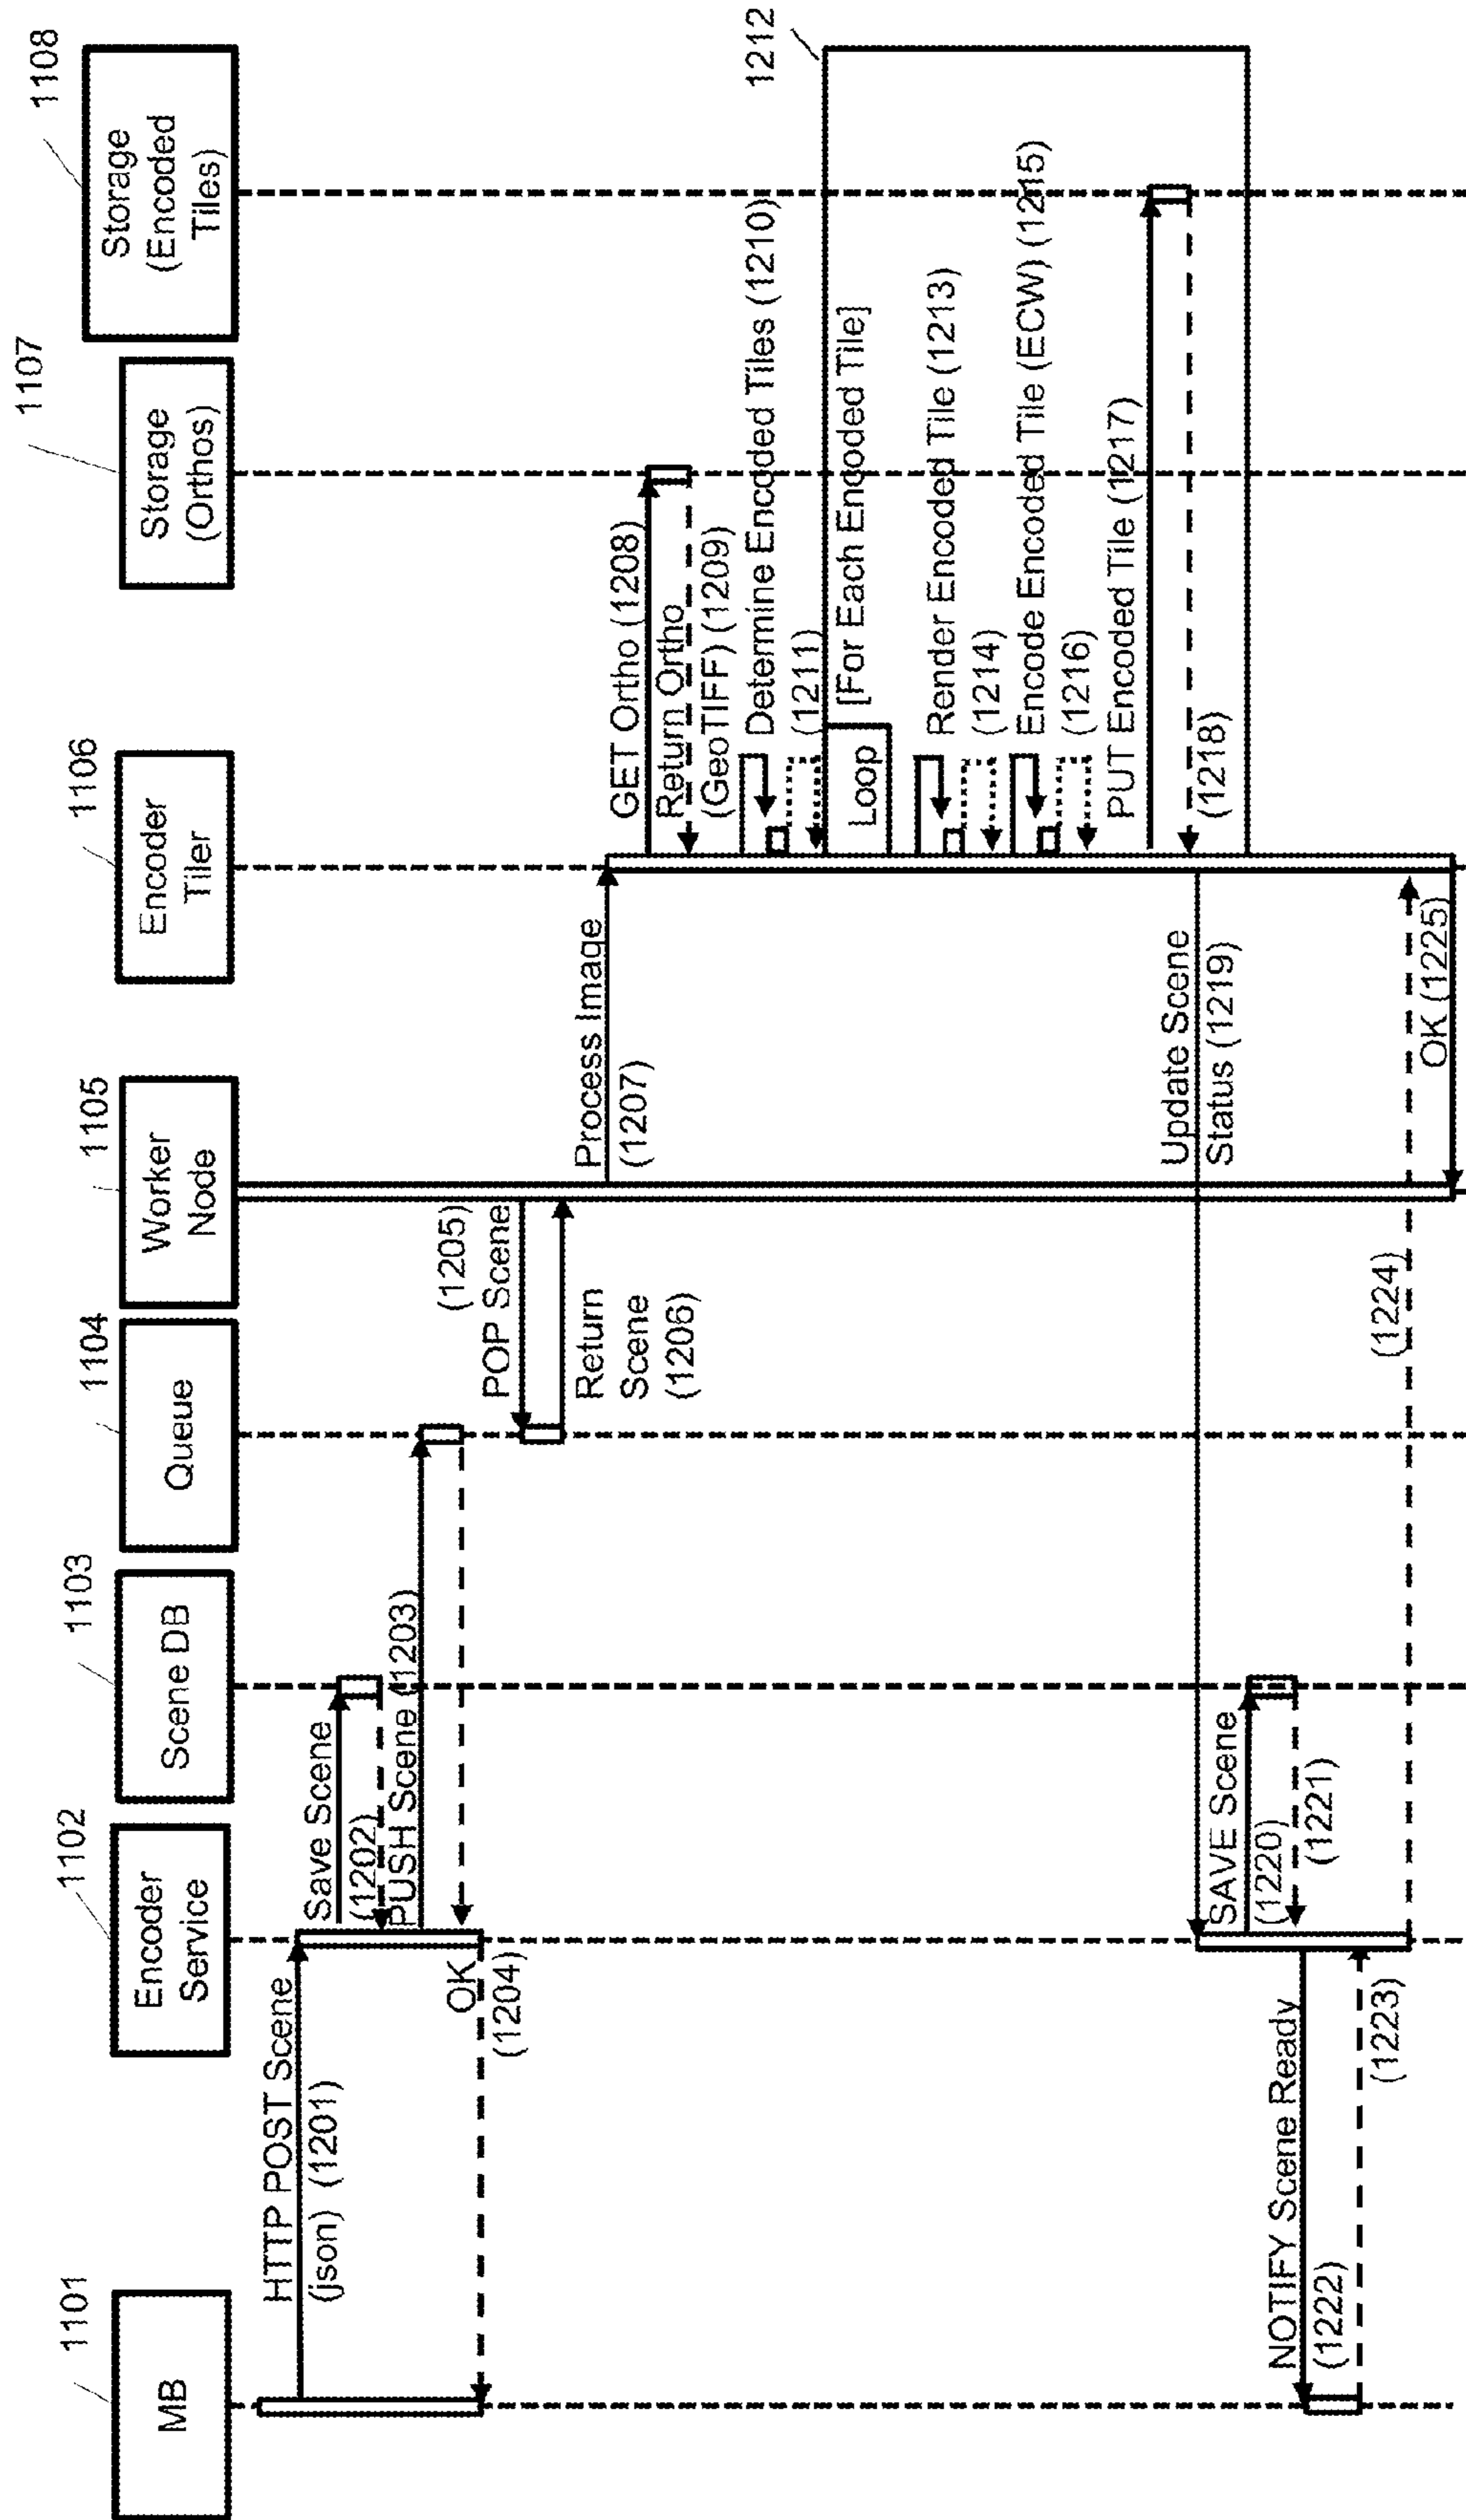 1101
MB
1102
Encoder
Service
1103
Scene DB
1104
Queue
1105
Worker
Node
1106
Encoder
Tiler
1107
Storage
(Orthos)
1108
Storage
(Encoded
Tiles)
HTTP POST Scene
(json) (1201)
Save Scene
(1202)
PUSH Scene (1203)
OK
(1204)
(1205)
POP Scene
Return
Scene
(1206)
Process Image
(1207)
GET Ortho (1208)
Return Ortho
(GeoTIFF) (1209)
Determine Encoded Tiles (1210)
(1211)
1212
Loop
[For Each Encoded Tile]
Render Encoded Tile (1213)
(1214)
Encode Encoded Tile (ECW) (1215)
(1216)
PUT Encoded Tile (1217)
(1218)
Update Scene
Status (1219)
SAVE Scene
(1220)
(1221)
NOTIFY Scene Ready
(1222)
(1223)
(1224)
OK (1225)